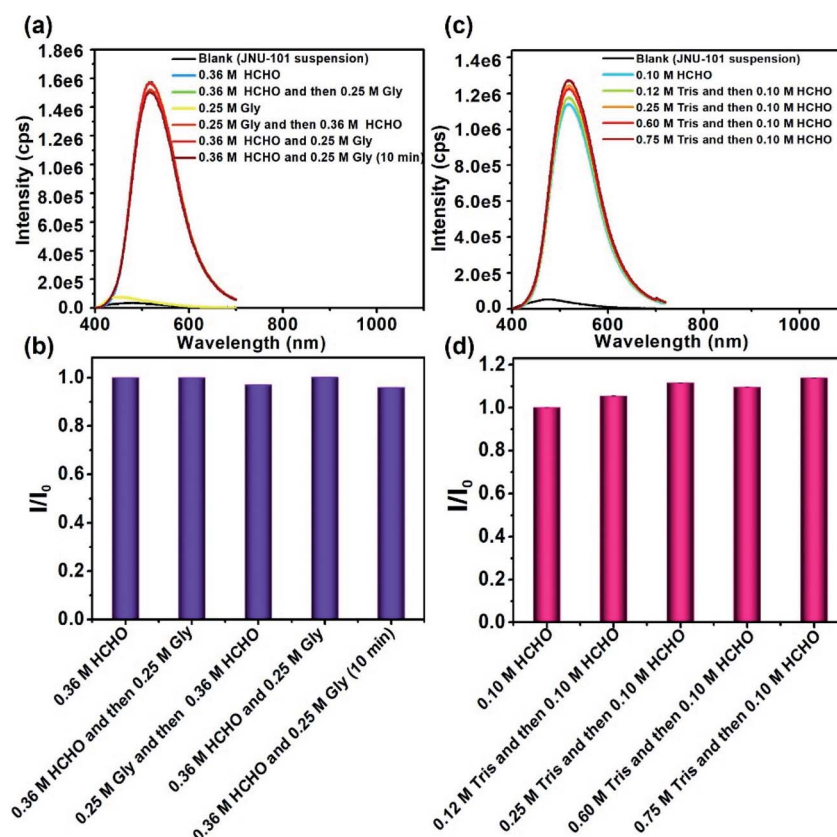 (a)
1.8e6
1.6e6
1.4e6
1.2e6
1.0e6
8.0e5
6.0e5
4.0e5
2.0e5
0.0
Intensity (cps)
Blank (JNU-101 suspension)
0.36 M HCHO
0.36 M HCHO and then 0.25 M Gly
0.25 M Gly
0.25 M Gly and then 0.36 M HCHO
0.36 M HCHO and 0.25 M Gly
0.36 M HCHO and 0.25 M Gly (10 min)
400 600 800 1000
Wavelength (nm)
(c)
1.4e6
1.2e6
1.0e6
8.0e5
6.0e5
4.0e5
2.0e5
0.0
Intensity (cps)
Blank (JNU-101 suspension)
0.10 M HCHO
0.12 M Tris and then 0.10 M HCHO
0.25 M Tris and then 0.10 M HCHO
0.60 M Tris and then 0.10 M HCHO
0.75 M Tris and then 0.10 M HCHO
400 600 800 1000
Wavelength (nm)
(b)
1.0
0.8
0.6
0.4
0.2
0.0
I/I0
0.36 M HCHO
0.36 M HCHO and then 0.25 M Gly
0.25 M Gly and then 0.36 M HCHO
0.36 M HCHO and 0.25 M Gly
0.36 M HCHO and 0.25 M Gly (10 min)
(d)
1.2
1.0
0.8
0.6
0.4
0.2
0.0
I/I0
0.10 M HCHO
0.12 M Tris and then 0.10 M HCHO
0.25 M Tris and then 0.10 M HCHO
0.60 M Tris and then 0.10 M HCHO
0.75 M Tris and then 0.10 M HCHO